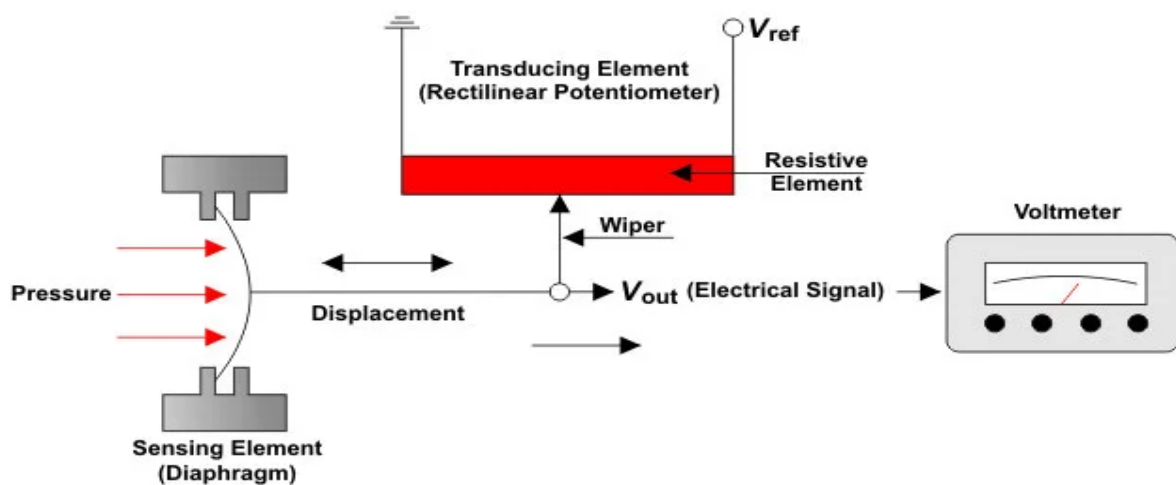 Vref
Transducing Element
(Rectilinear Potentiometer)
Resistive
Element
Wiper
Voltmeter
Pressure
Displacement
Vout (Electrical Signal)
Sensing Element
(Diaphragm)